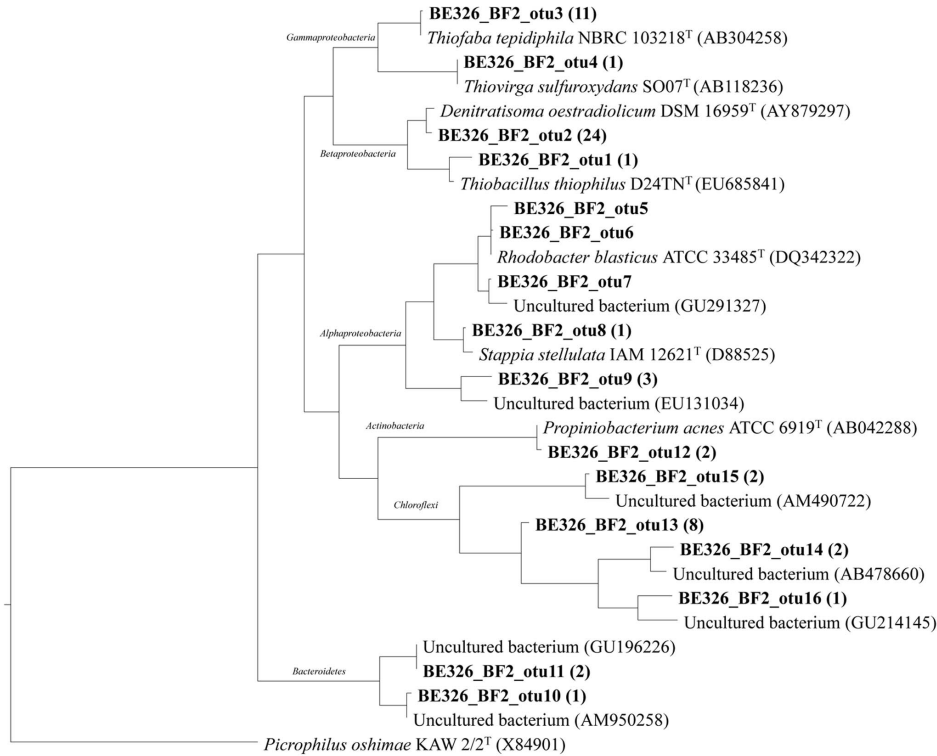 BE326_BF2_otu3 (11)
Gammaproteobacteria
Thiofaba tepidiphila NBRC 103218ᵀ (AB304258)
BE326_BF2_otu4 (1)
Thiovirga sulfuroxydans SO07ᵀ (AB118236)
Denitratisoma oestradiolicum DSM 16959ᵀ (AY879297)
BE326_BF2_otu2 (24)
Betaproteobacteria
BE326_BF2_otu1 (1)
Thiobacillus thiophilus D24TNᵀ (EU685841)
BE326_BF2_otu5
BE326_BF2_otu6
Rhodobacter blasticus ATCC 33485ᵀ (DQ342322)
BE326_BF2_otu7
Uncultured bacterium (GU291327)
Alphaproteobacteria
BE326_BF2_otu8 (1)
Stappia stellulata IAM 12621ᵀ (D88525)
BE326_BF2_otu9 (3)
Uncultured bacterium (EU131034)
Actinobacteria
Propiniobacterium acnes ATCC 6919ᵀ (AB042288)
BE326_BF2_otu12 (2)
BE326_BF2_otu15 (2)
Uncultured bacterium (AM490722)
Chloroflexi
BE326_BF2_otu13 (8)
BE326_BF2_otu14 (2)
Uncultured bacterium (AB478660)
BE326_BF2_otu16 (1)
Uncultured bacterium (GU214145)
Uncultured bacterium (GU196226)
Bacteroidetes
BE326_BF2_otu11 (2)
BE326_BF2_otu10 (1)
Uncultured bacterium (AM950258)
Picrophilus oshimae KAW 2/2ᵀ (X84901)